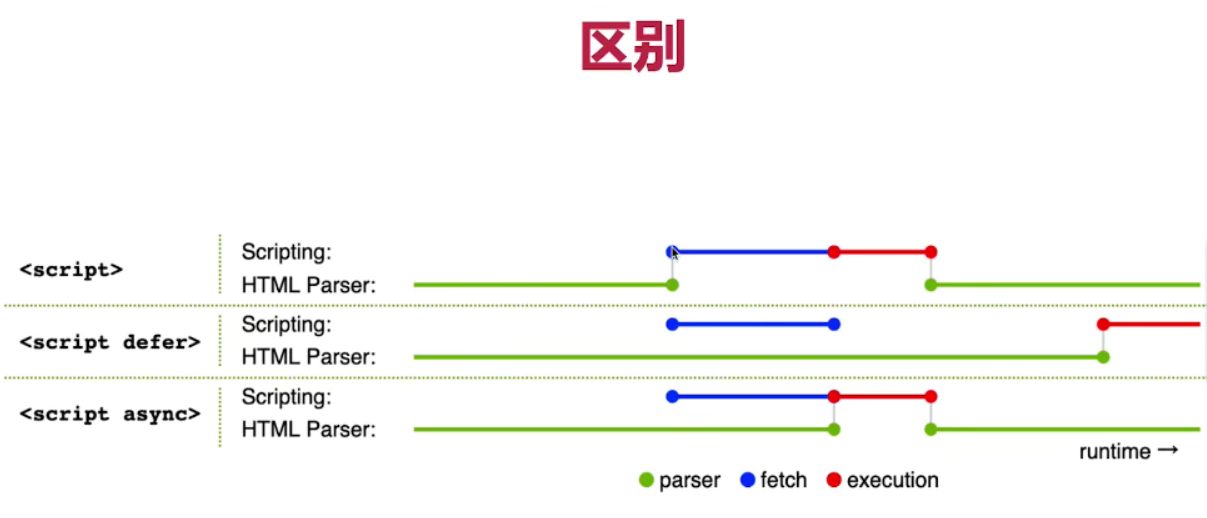 区别
<script>
Scripting:
HTML Parser:
<script defer>
Scripting:
HTML Parser:
<script async>
Scripting:
HTML Parser:
runtime →
parser fetch execution